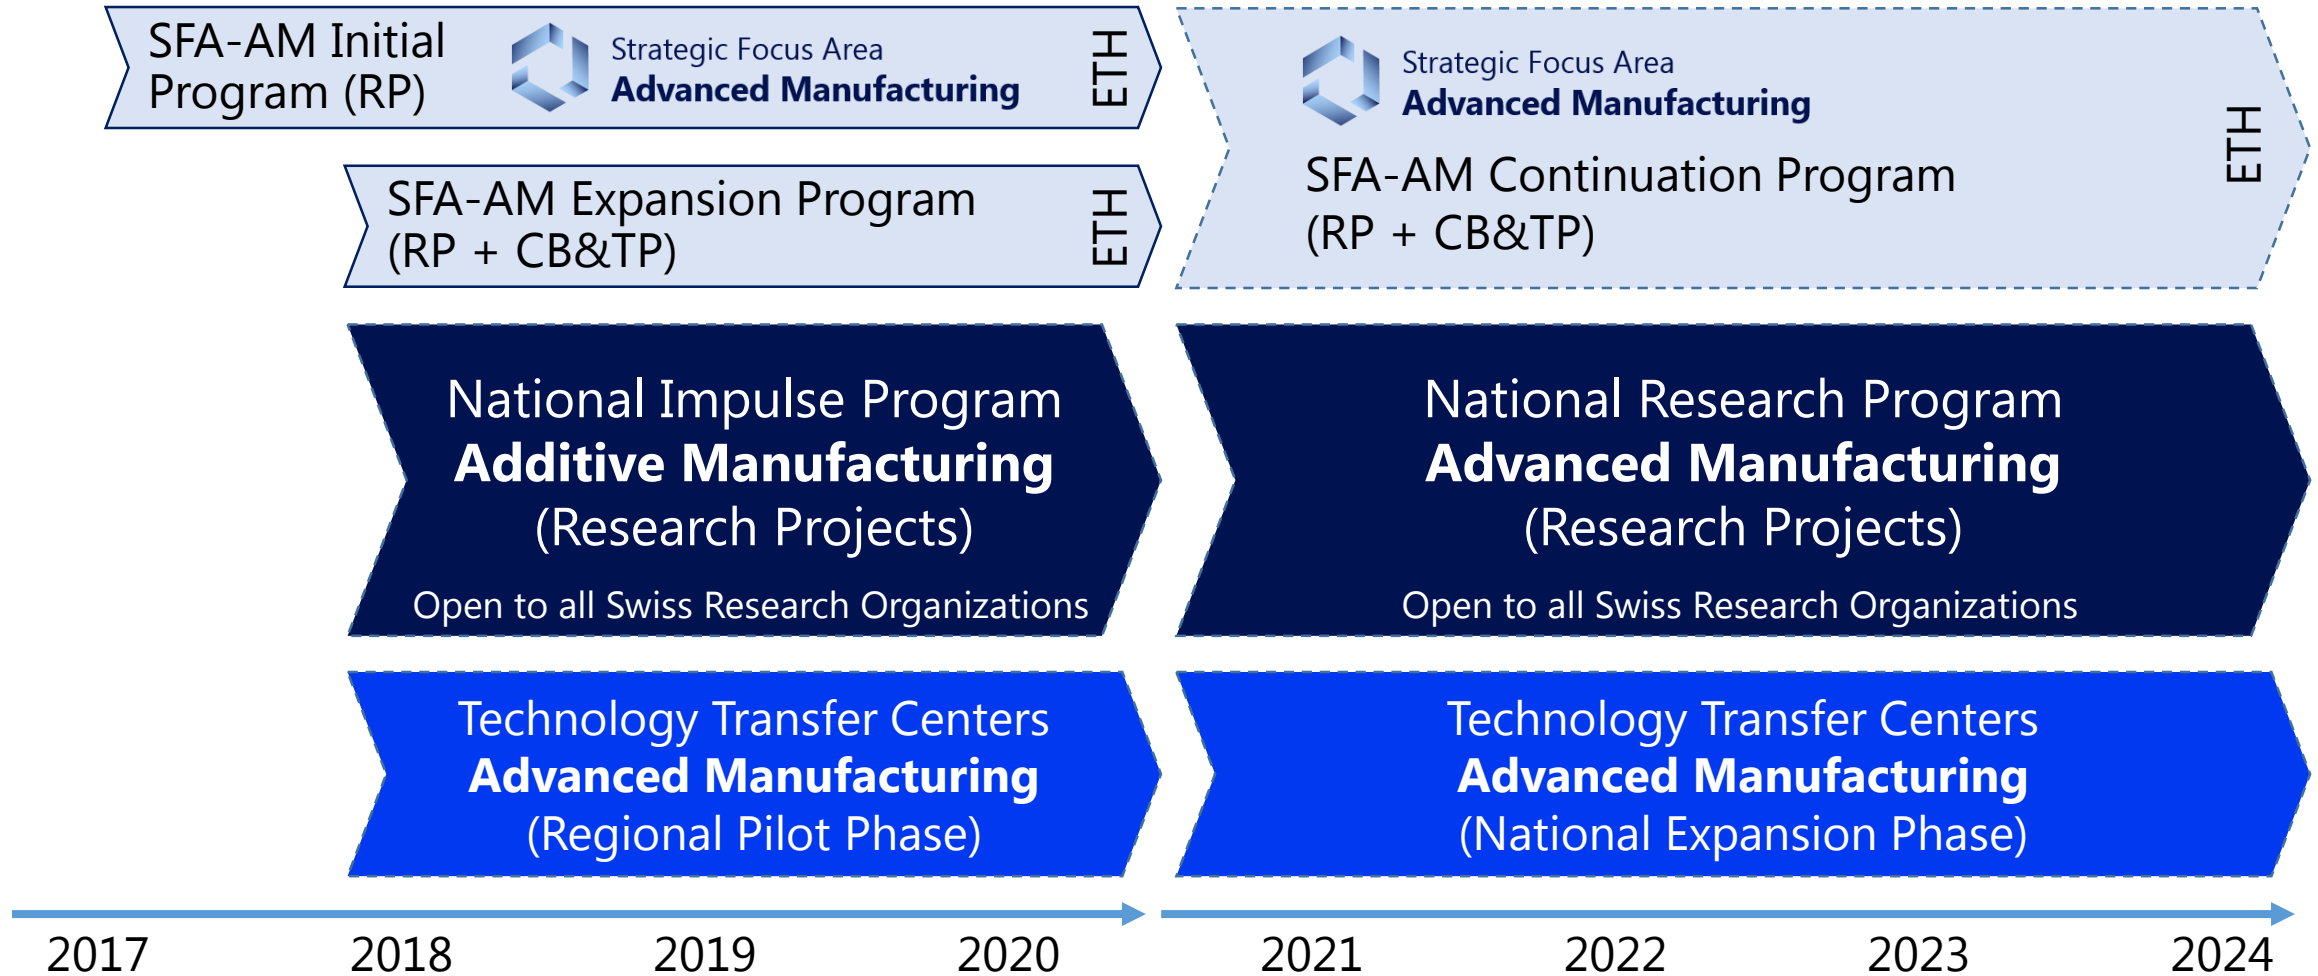 SFA-AM Initial
Program (RP)
Strategic Focus Area
Advanced Manufacturing
ETH
Strategic Focus Area
Advanced Manufacturing
SFA-AM Continuation Program
(RP + CB&TP)
ETH
SFA-AM Expansion Program
(RP + CB&TP)
ETH
National Impulse Program
Additive Manufacturing
(Research Projects)
Open to all Swiss Research Organizations
National Research Program
Advanced Manufacturing
(Research Projects)
Open to all Swiss Research Organizations
Technology Transfer Centers
Advanced Manufacturing
(Regional Pilot Phase)
Technology Transfer Centers
Advanced Manufacturing
(National Expansion Phase)
2017 2018 2019 2020 2021 2022 2023 2024